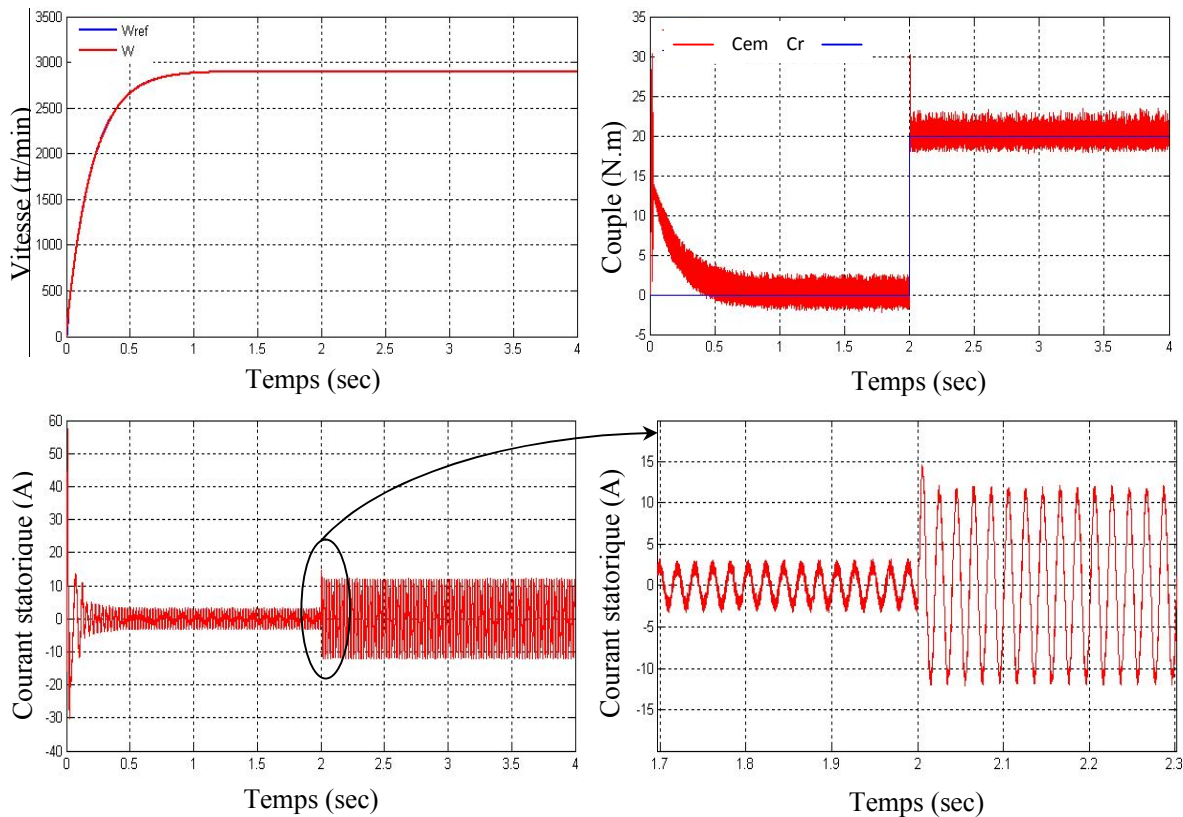 3500
3000
2500
2000
1500
1000
500
0
Wref
W
Vitesse (tr/min)
0 0.5 1 1.5 2 2.5 3 3.5 4
Temps (sec)
35
30
25
20
15
10
5
0
-5
Cem Cr
Couple (N.m)
0 0.5 1 1.5 2 2.5 3 3.5 4
Temps (sec)
60
50
40
30
20
10
0
-10
-20
-30
-40
Courant statorique (A)
0 0.5 1 1.5 2 2.5 3 3.5 4
Temps (sec)
15
10
5
0
-5
-10
-15
Courant statorique (A)
1.7 1.8 1.9 2 2.1 2.2 2.3
Temps (sec)